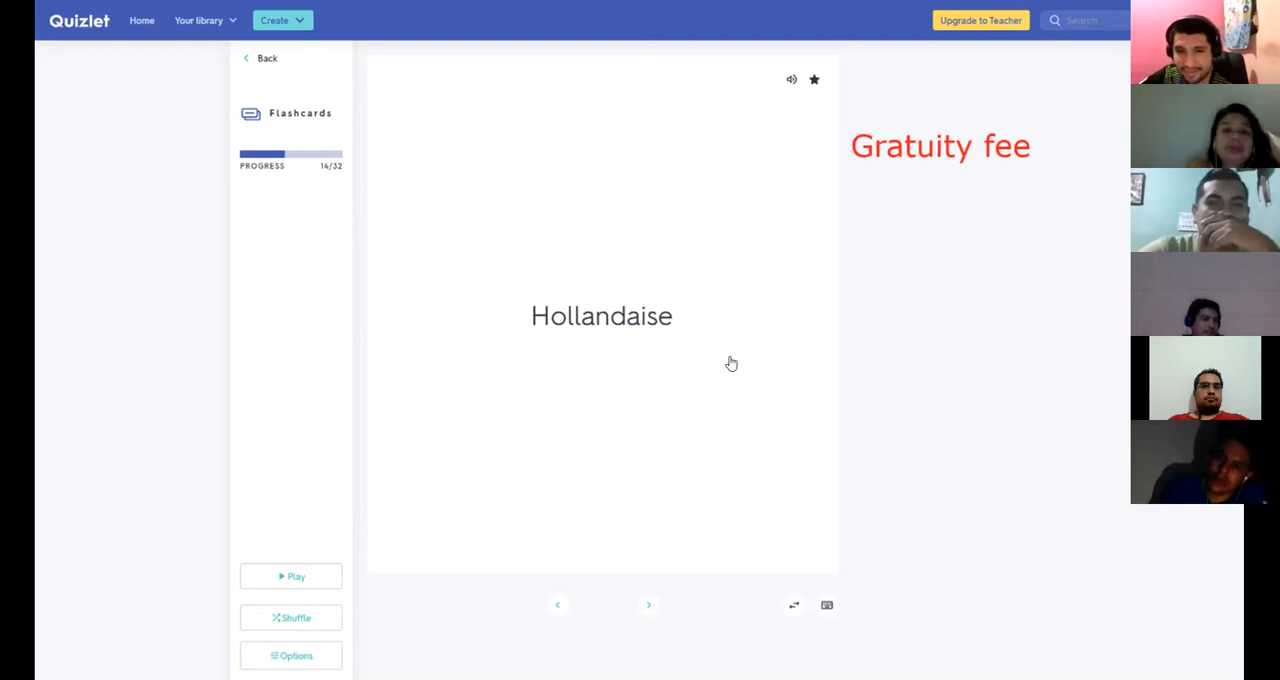 Quizlet
Home
Your library
Create
Upgrade to Teacher
Search
Back
Flashcards
PROGRESS
14/32
Gratuity fee
Hollandaise
Play
Shuffle
Options